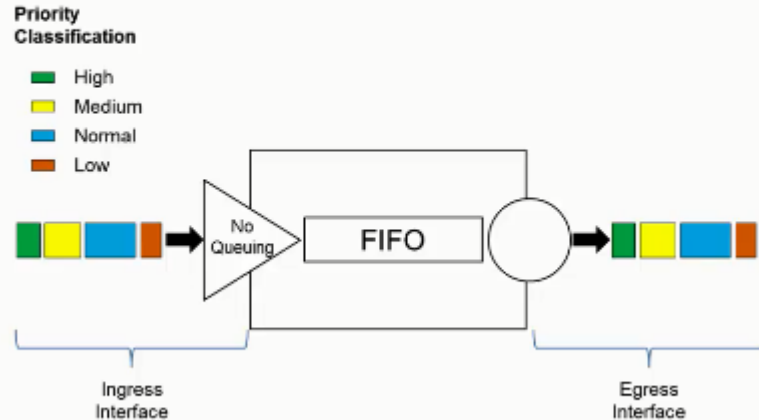 Priority
Classification
High
Medium
Normal
Low
No
Queuing
FIFO
Ingress
Interface
Egress
Interface